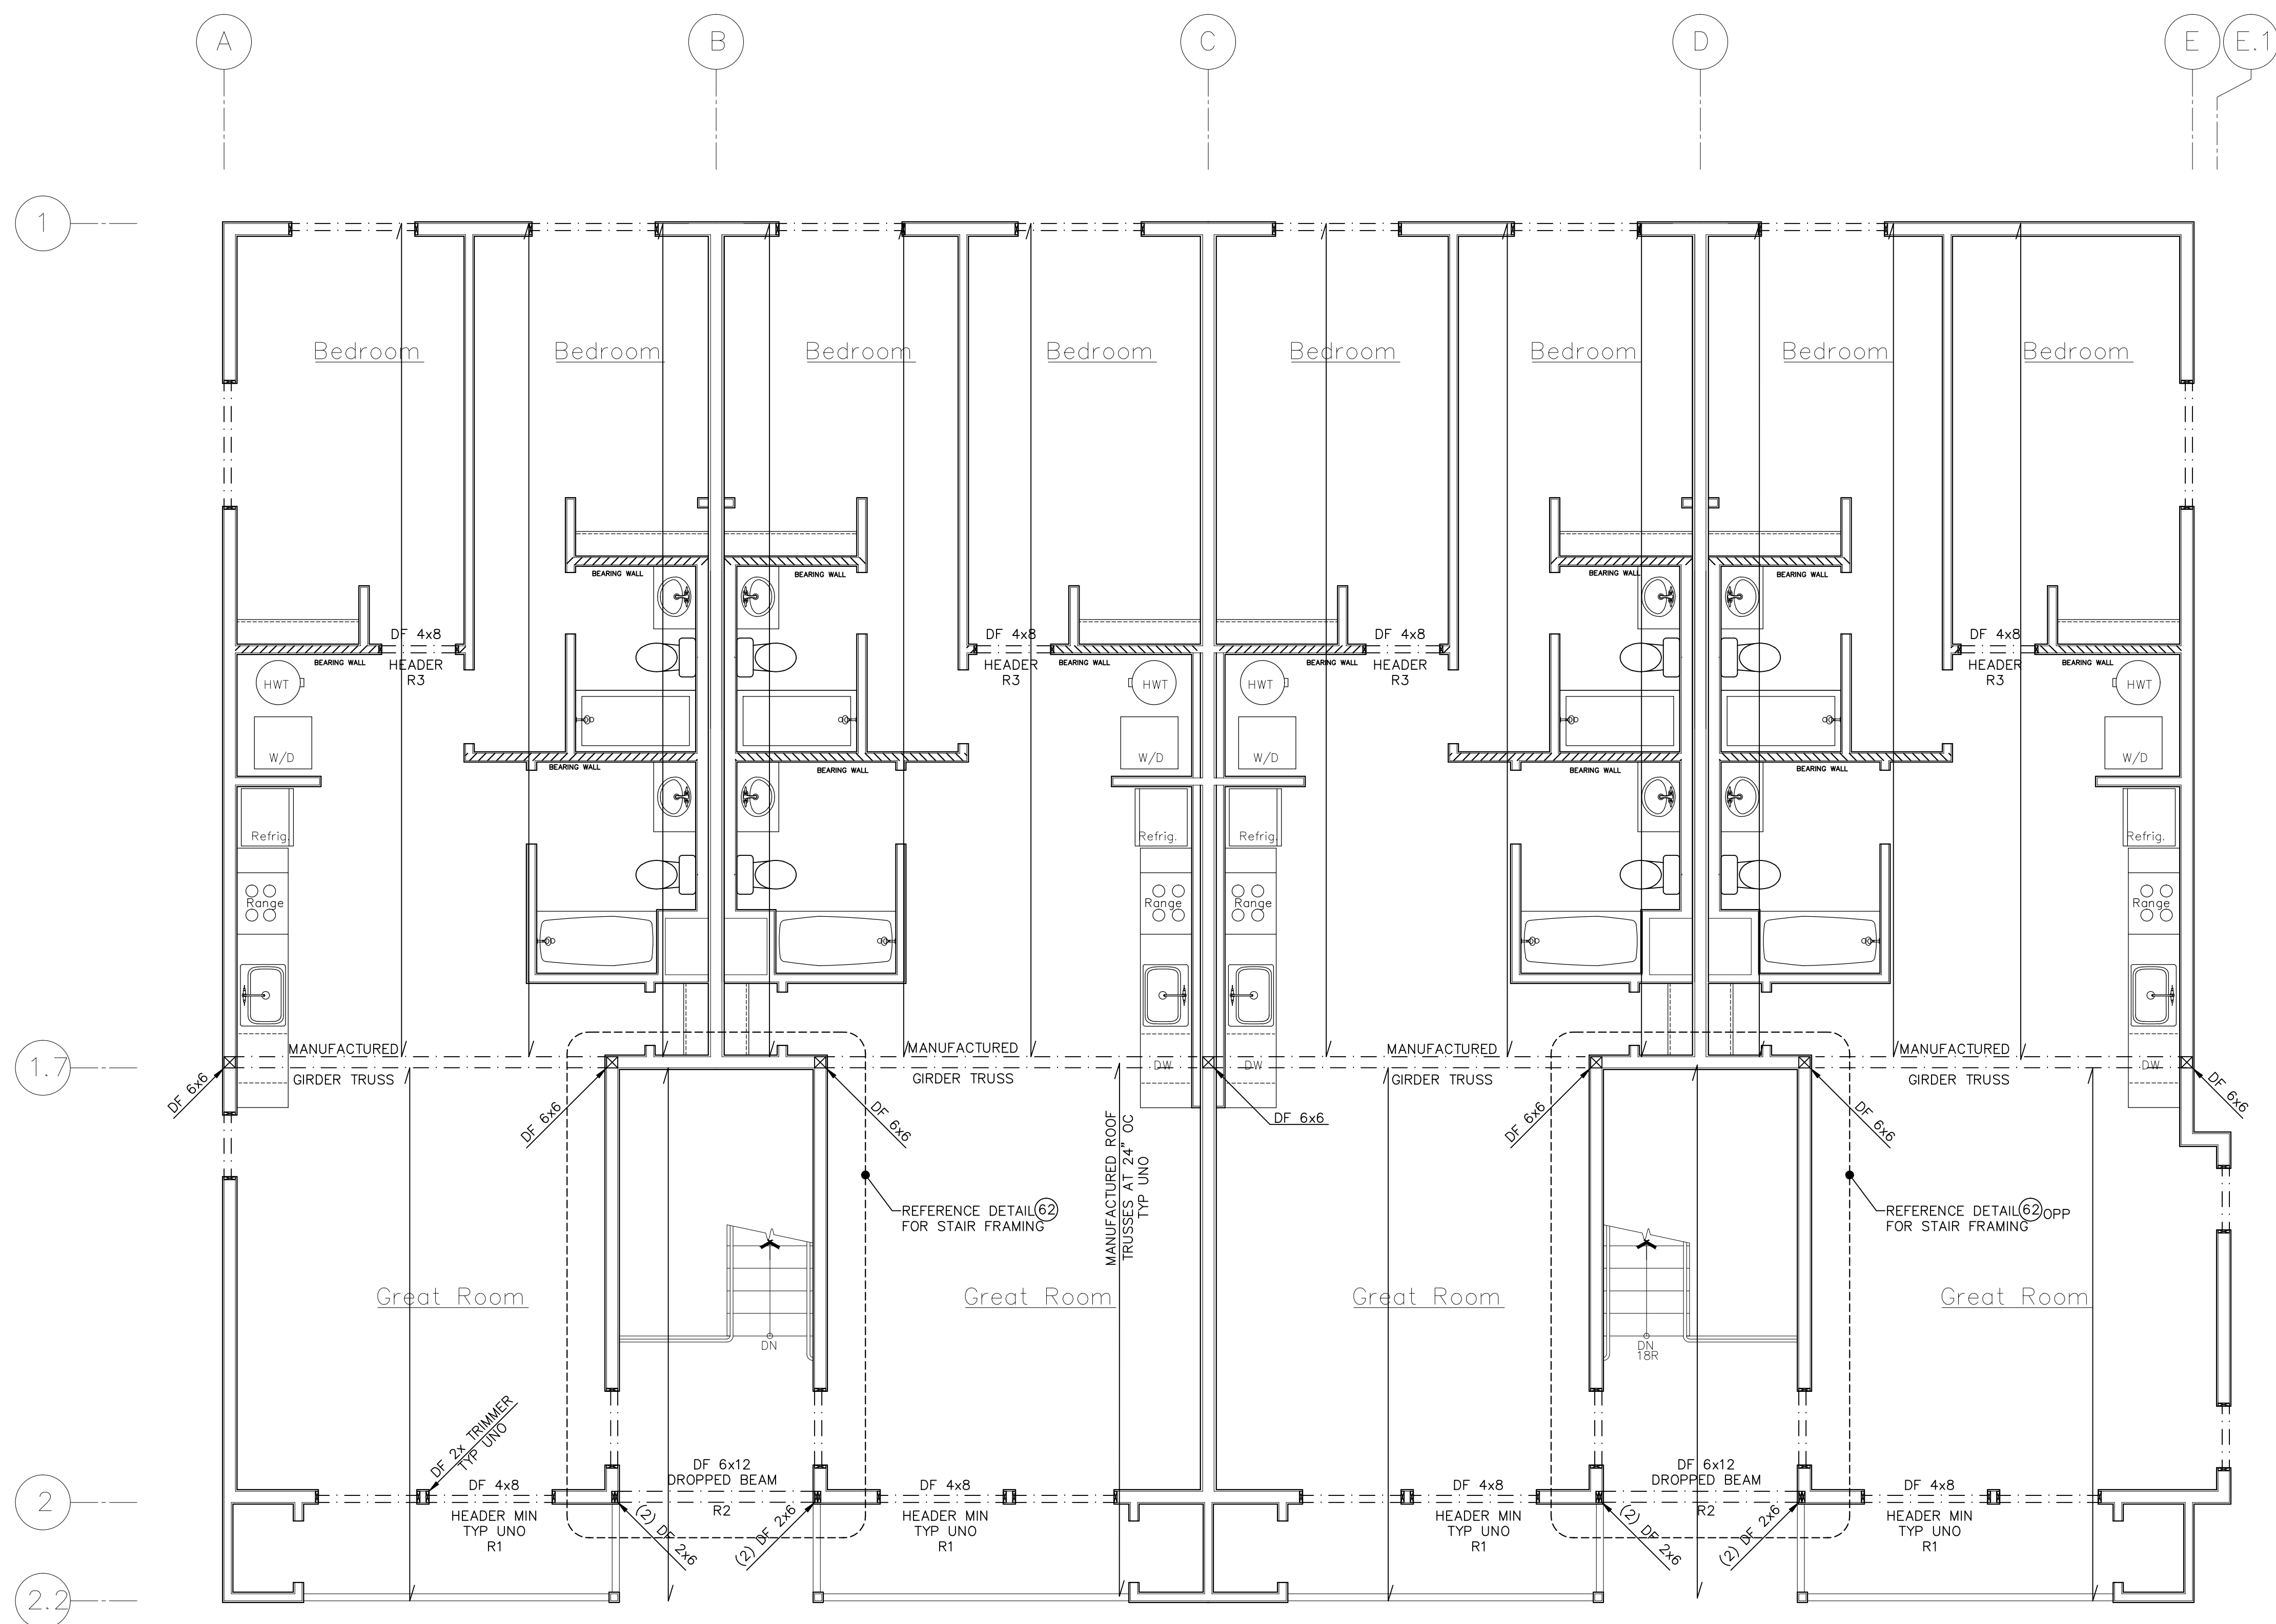 A
B
C
D
E
E.1
1
Bedroom
Bedroom
Bedroom
Bedroom
Bedroom
Bedroom
Bedroom
Bedroom
BEARING WALL
BEARING WALL
BEARING WALL
BEARING WALL
DF 4x8
HEADER
R3
DF 4x8
HEADER
R3
DF 4x8
HEADER
R3
DF 4x8
HEADER
R3
BEARING WALL
BEARING WALL
BEARING WALL
BEARING WALL
HWT
HWT
HWT
HWT
W/D
W/D
W/D
W/D
BEARING WALL
BEARING WALL
BEARING WALL
BEARING WALL
Refrig.
Refrig.
Refrig.
Refrig.
Range
Range
Range
Range
1.7
MANUFACTURED
GIRDER TRUSS
MANUFACTURED
GIRDER TRUSS
MANUFACTURED
GIRDER TRUSS
MANUFACTURED
GIRDER TRUSS
DW
DW
DW
DF 6x6
DF 6x6
DF 6x6
DF 6x6
DF 6x6
DF 6x6
DF 6x6
MANUFACTURED ROOF
TRUSSES AT 24" OC
TYP UNO
REFERENCE DETAIL 62
FOR STAIR FRAMING
REFERENCE DETAIL 62 OPP
FOR STAIR FRAMING
Great Room
Great Room
Great Room
Great Room
DN
DN
18R
DF 2x TRIMMER
TYP UNO
2
DF 4x8
HEADER MIN
TYP UNO
R1
DF 6x12
DROPPED BEAM
R2
DF 4x8
HEADER MIN
TYP UNO
R1
DF 4x8
HEADER MIN
TYP UNO
R1
DF 6x12
DROPPED BEAM
R2
DF 4x8
HEADER MIN
TYP UNO
R1
(2) DF 2x6
(2) DF 2x6
(2) DF 2x6
(2) DF 2x6
2.2